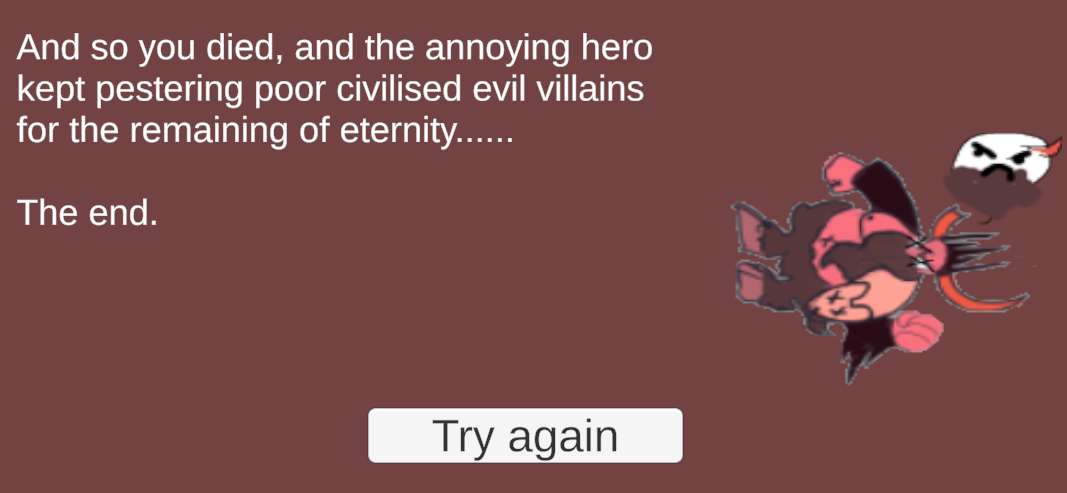 And so you died, and the annoying hero
kept pestering poor civilised evil villains
for the remaining of eternity......
The end.
Try again